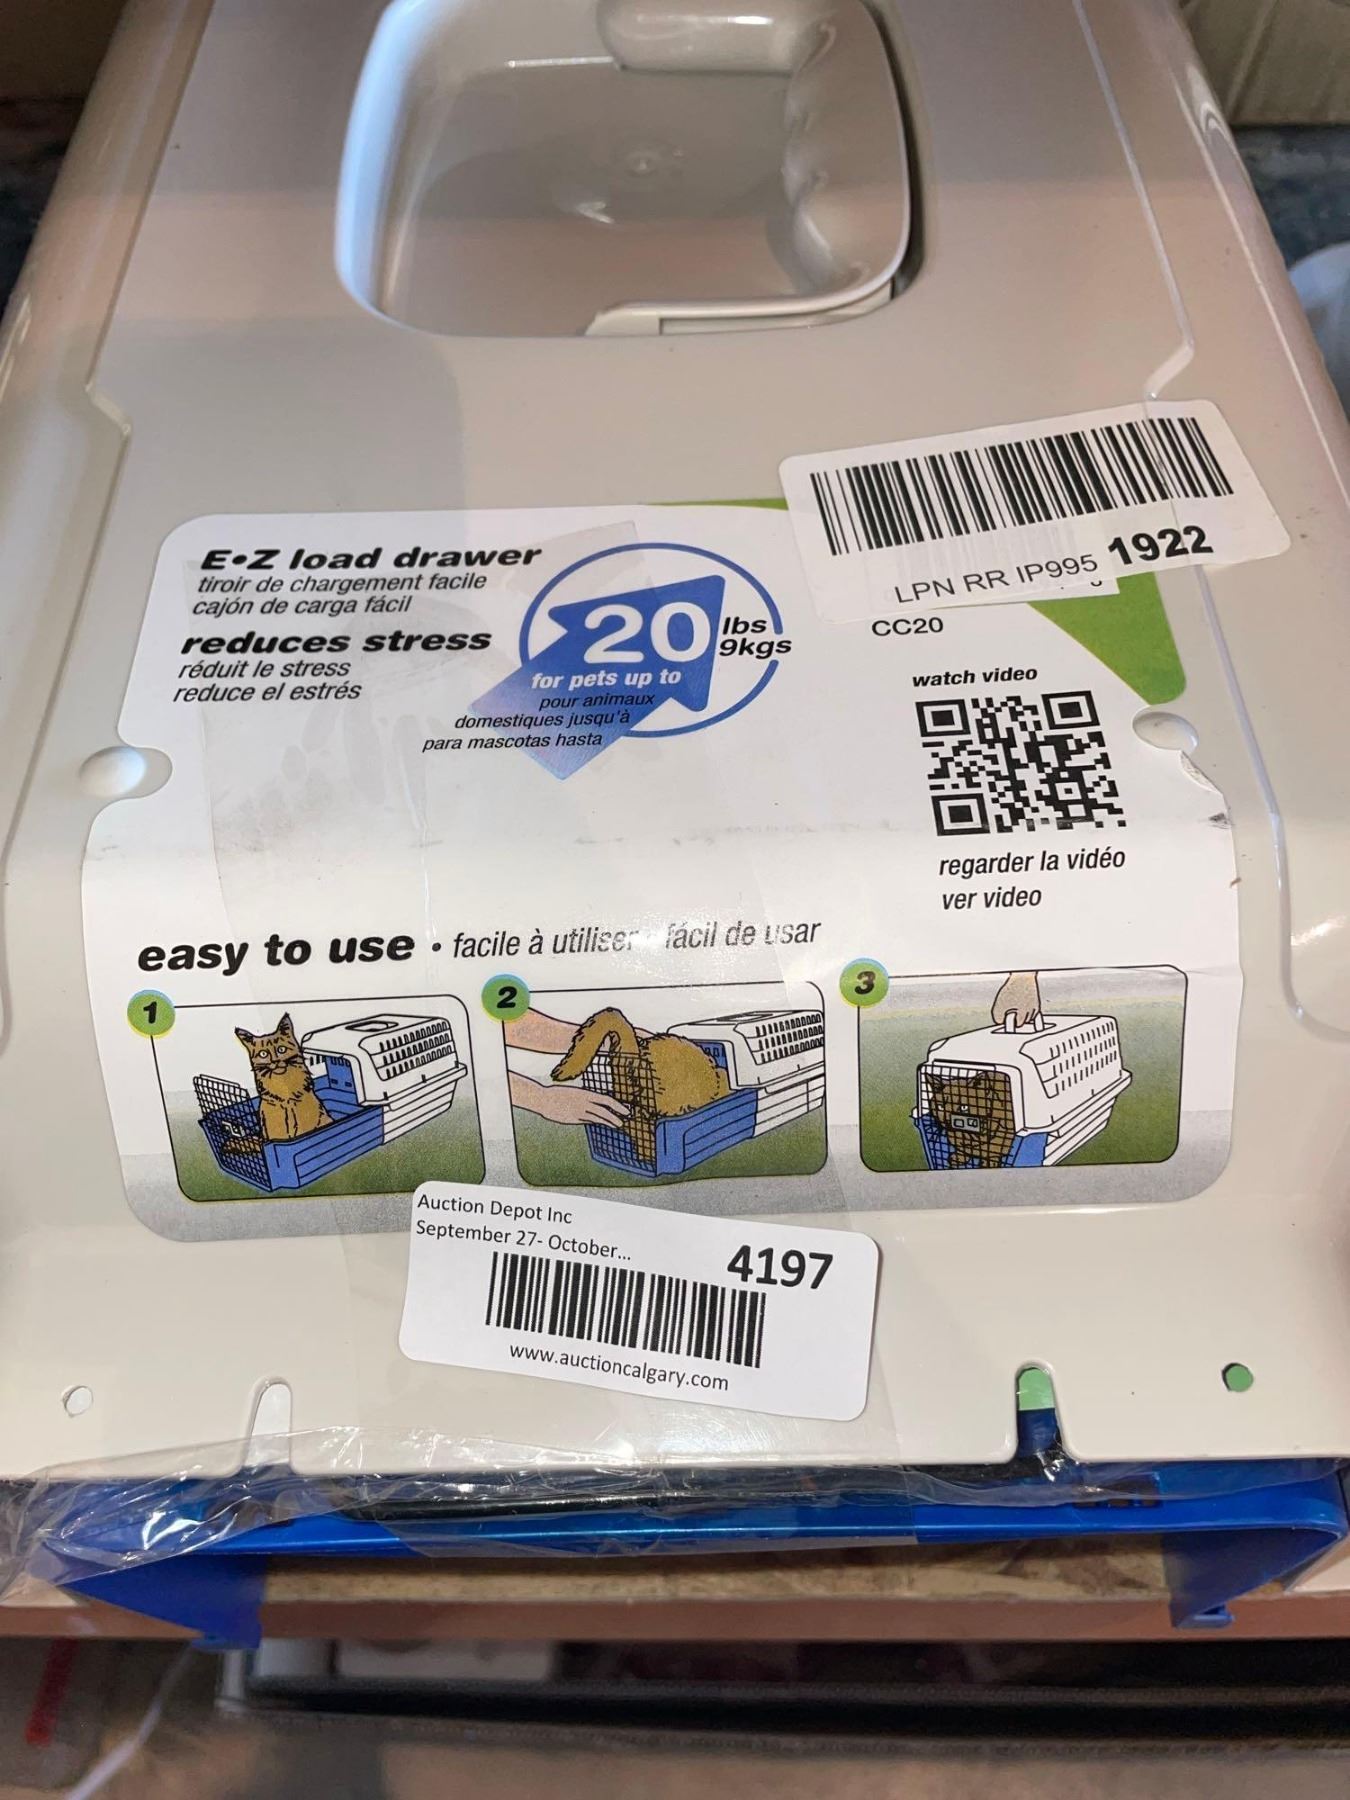 E•Z load drawer
tiroir de chargement facile
cajón de carga fácil
reduces stress
réduit le stress
reduce el estrés
20 lbs
9kgs
for pets up to
pour animaux
domestiques jusqu'à
para mascotas hasta
LPN RR IP995 1922
CC20
watch video
regarder la vidéo
ver video
easy to use • facile à utiliser fácil de usar
1
2
3
Auction Depot Inc
September 27- October...
4197
www.auctioncalgary.com